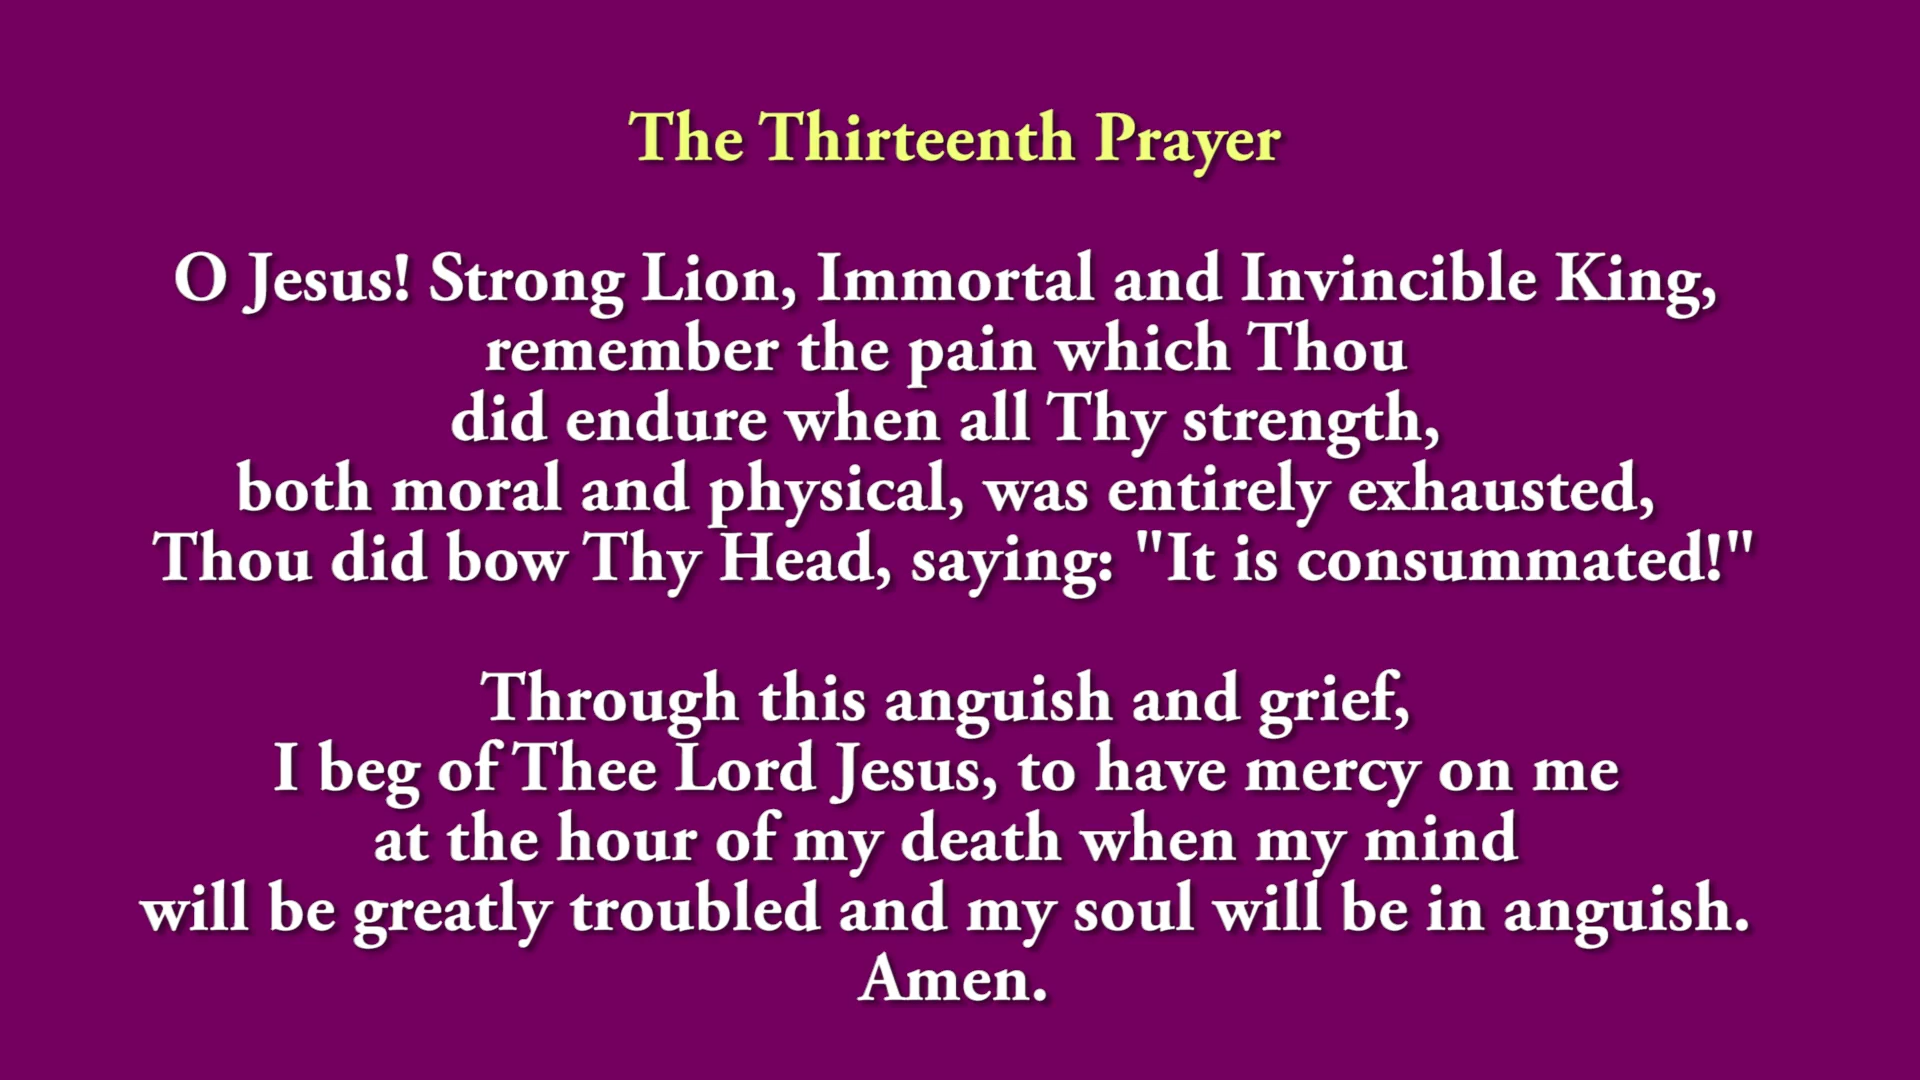 The Thirteenth Prayer
O Jesus! Strong Lion, Immortal and Invincible King,
remember the pain which Thou
did endure when all Thy strength,
both moral and physical, was entirely exhausted,
Thou did bow Thy Head, saying: "It is consummated!"
Through this anguish and grief,
I beg of Thee Lord Jesus, to have mercy on me
at the hour of my death when my mind
will be greatly troubled and my soul will be in anguish.
Amen.